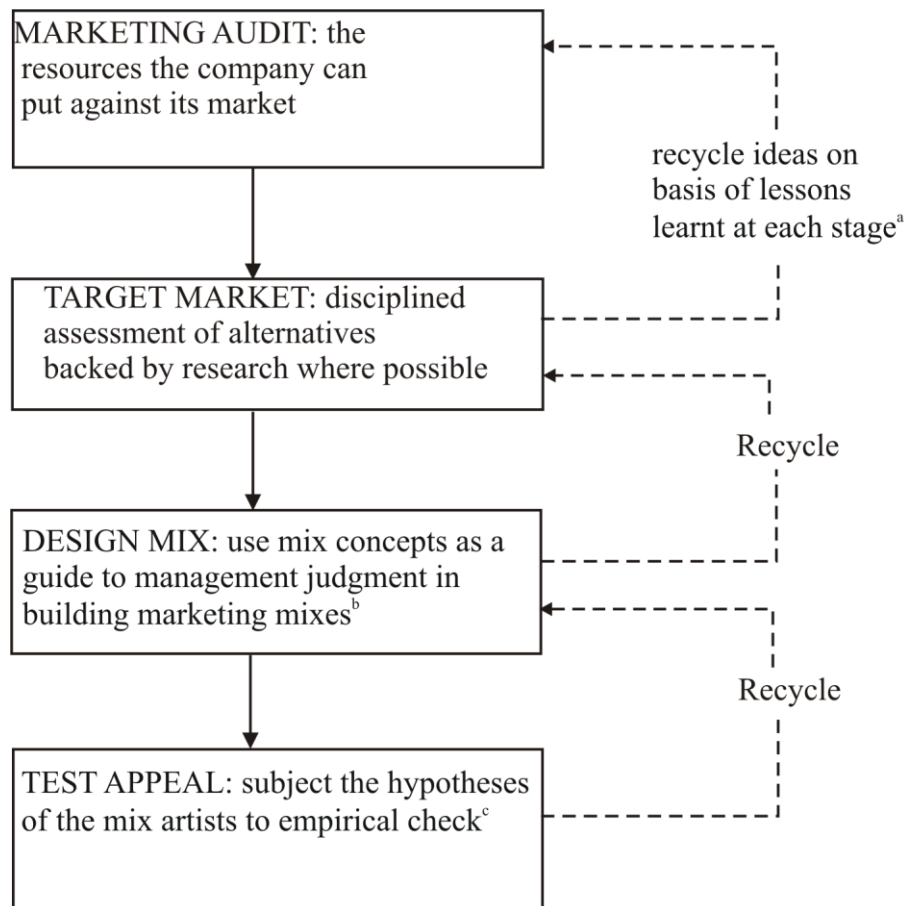 MARKETING AUDIT: the
resources the company can
put against its market
recycle ideas on
basis of lessons
learnt at each stageᵃ
TARGET MARKET: disciplined
assessment of alternatives
backed by research where possible
Recycle
DESIGN MIX: use mix concepts as a
guide to management judgment in
building marketing mixesᵇ
Recycle
TEST APPEAL: subject the hypotheses
of the mix artists to empirical checkᶜ